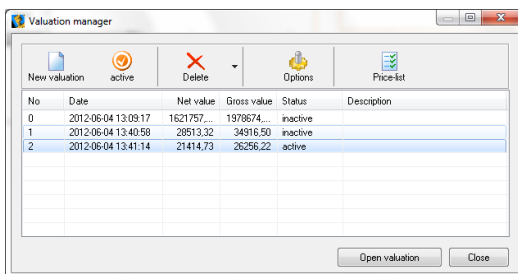 Valuation manager
New valuation active Delete Options Price-list
No Date Net value Gross value Status Description
0 2012-06-04 13:09:17 1621757,... 1978674,... inactive
1 2012-06-04 13:40:58 28513,32 34916,50 inactive
2 2012-06-04 13:41:14 21414,73 26256,22 active
Open valuation Close